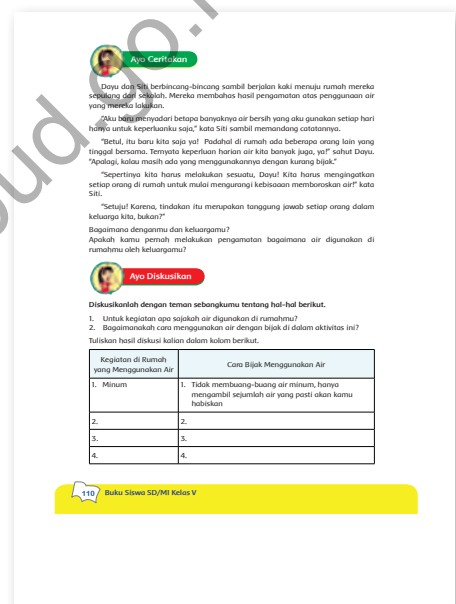 ud.go.
Ayo Ceritakan
Dayu dan Siti berbincang-bincang sambil berjalan kaki menuju rumah mereka
sepulang dari sekolah. Mereka membahas hasil pengamatan atas penggunaan air
yang mereka lakukan.
"Aku baru menyadari betapa banyaknya air bersih yang aku gunakan setiap hari
hanya untuk keperluanku saja," kata Siti sambil memandang catatannya.
"Betul, itu baru kita saja ya! Padahal di rumah ada beberapa orang lain yang
tinggal bersama. Ternyata keperluan harian air kita banyak juga, ya!" sahut Dayu.
"Apalagi, kalau masih ada yang menggunakannya dengan kurang bijak."
"Sepertinya kita harus melakukan sesuatu, Dayu! Kita harus mengingatkan
setiap orang di rumah untuk mulai mengurangi kebisaaan memboroskan air!" kata
Siti.
"Setuju! Karena, tindakan itu merupakan tanggung jawab setiap orang dalam
keluarga kita, bukan?"
Bagaimana denganmu dan keluargamu?
Apakah kamu pernah melakukan pengamatan bagaimana air digunakan di
rumahmu oleh keluargamu?
Ayo Diskusikan
Diskusikanlah dengan teman sebangkumu tentang hal-hal berikut.
1. Untuk kegiatan apa sajakah air digunakan di rumahmu?
2. Bagaimanakah cara menggunakan air dengan bijak di dalam aktivitas ini?
Tuliskan hasil diskusi kalian dalam kolom berikut.
Kegiatan di Rumah
yang Menggunakan Air
Cara Bijak Menggunakan Air
1. Minum
1. Tidak membuang-buang air minum, hanya
mengambil sejumlah air yang pasti akan kamu
habiskan
2. 2.
3. 3.
4. 4.
110 Buku Siswa SD/MI Kelas V